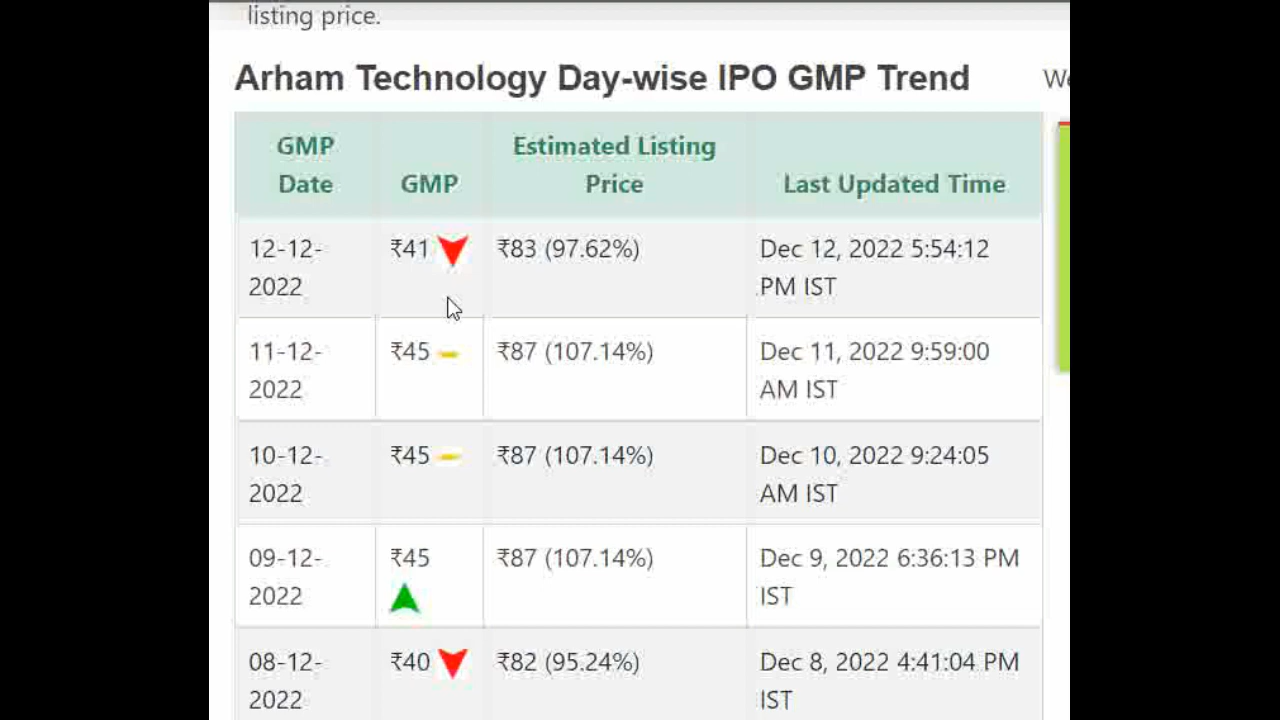 listing price.
Arham Technology Day-wise IPO GMP Trend
We
GMP Date GMP Estimated Listing Price Last Updated Time
12-12-2022 ₹41 ₹83 (97.62%) Dec 12, 2022 5:54:12 PM IST
11-12-2022 ₹45 ₹87 (107.14%) Dec 11, 2022 9:59:00 AM IST
10-12-2022 ₹45 ₹87 (107.14%) Dec 10, 2022 9:24:05 AM IST
09-12-2022 ₹45 ₹87 (107.14%) Dec 9, 2022 6:36:13 PM IST
08-12-2022 ₹40 ₹82 (95.24%) Dec 8, 2022 4:41:04 PM IST